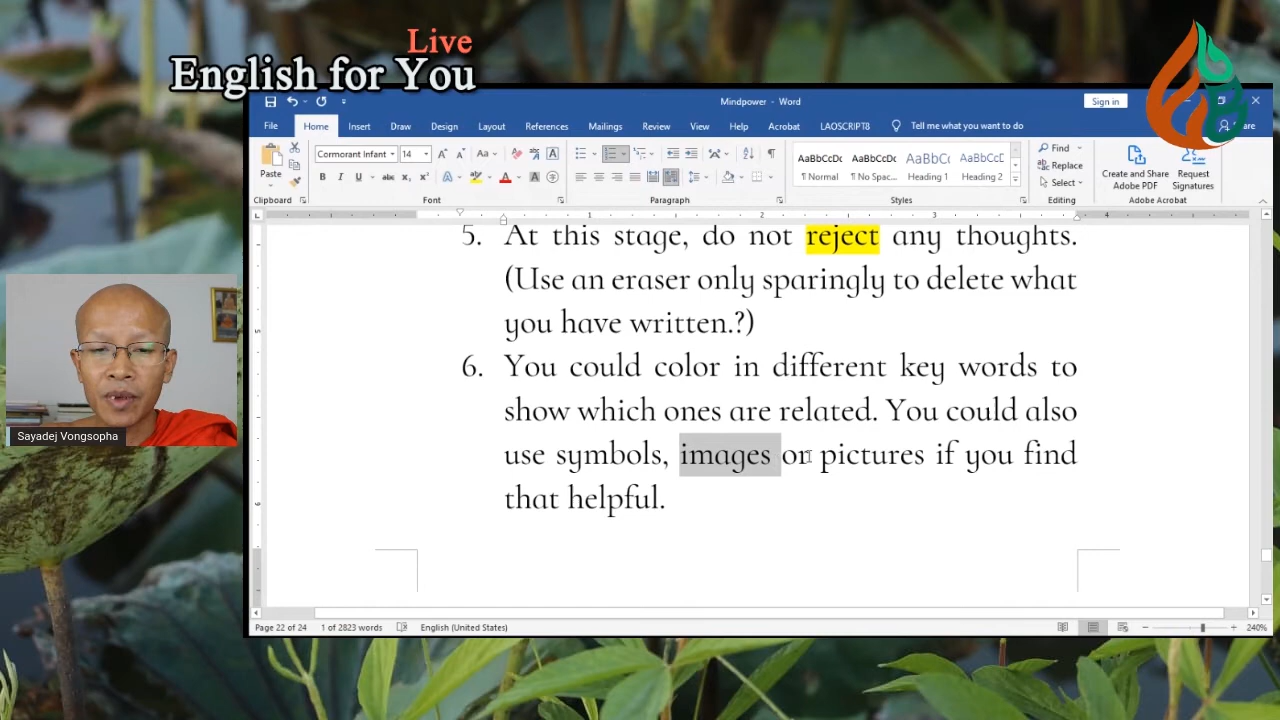 Live
English for You
Mindpower - Word
Sign in
File Home Insert Draw Design Layout References Mailings Review View Help Acrobat LAOSCRIPT8 Tell me what you want to do
Paste
Cormorant Infant 14
AaBbCcDc AaBbCcDc AaBbCc AaBbCcD
¶ Normal ¶ No Spac... Heading 1 Heading 2
Find
Replace
Select
Create and Share Adobe PDF
Request Signatures
Clipboard Font Paragraph Styles Editing Adobe Acrobat
1 2 3 4
5. At this stage, do not reject any thoughts.
(Use an eraser only sparingly to delete what
you have written.?)
6. You could color in different key words to
show which ones are related. You could also
use symbols, images or pictures if you find
that helpful.
Sayadej Vongsopha
Page 22 of 24 1 of 2823 words English (United States) 240%